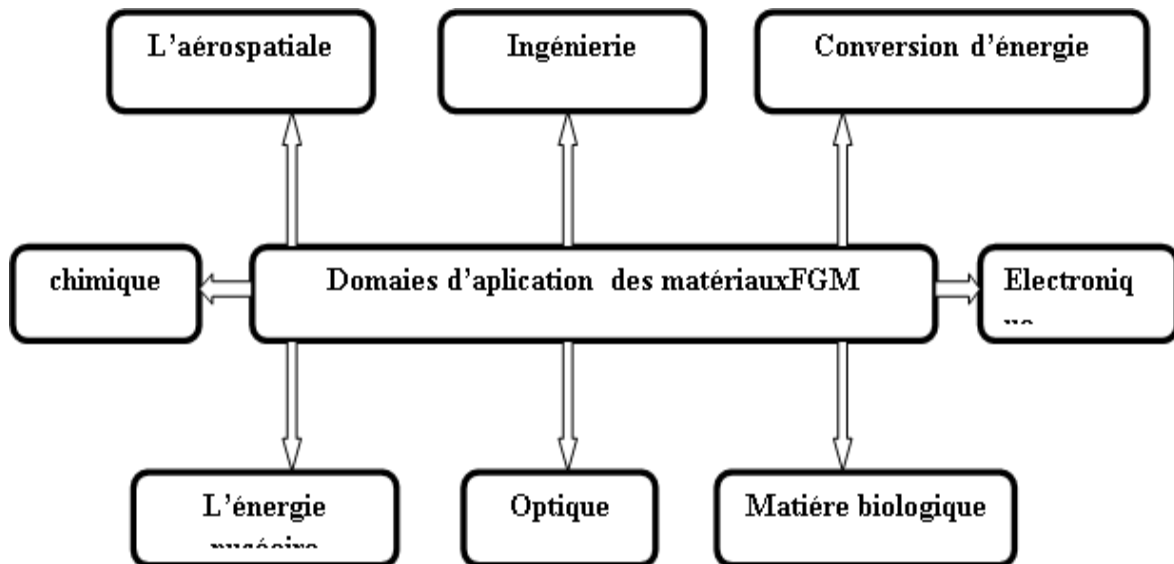 L'aérospatiale
Ingénierie
Conversion d'énergie
chimique
Domaies d'aplication des matériauxFGM
Electroniq
L'énergie
Optique
Matiére biologique